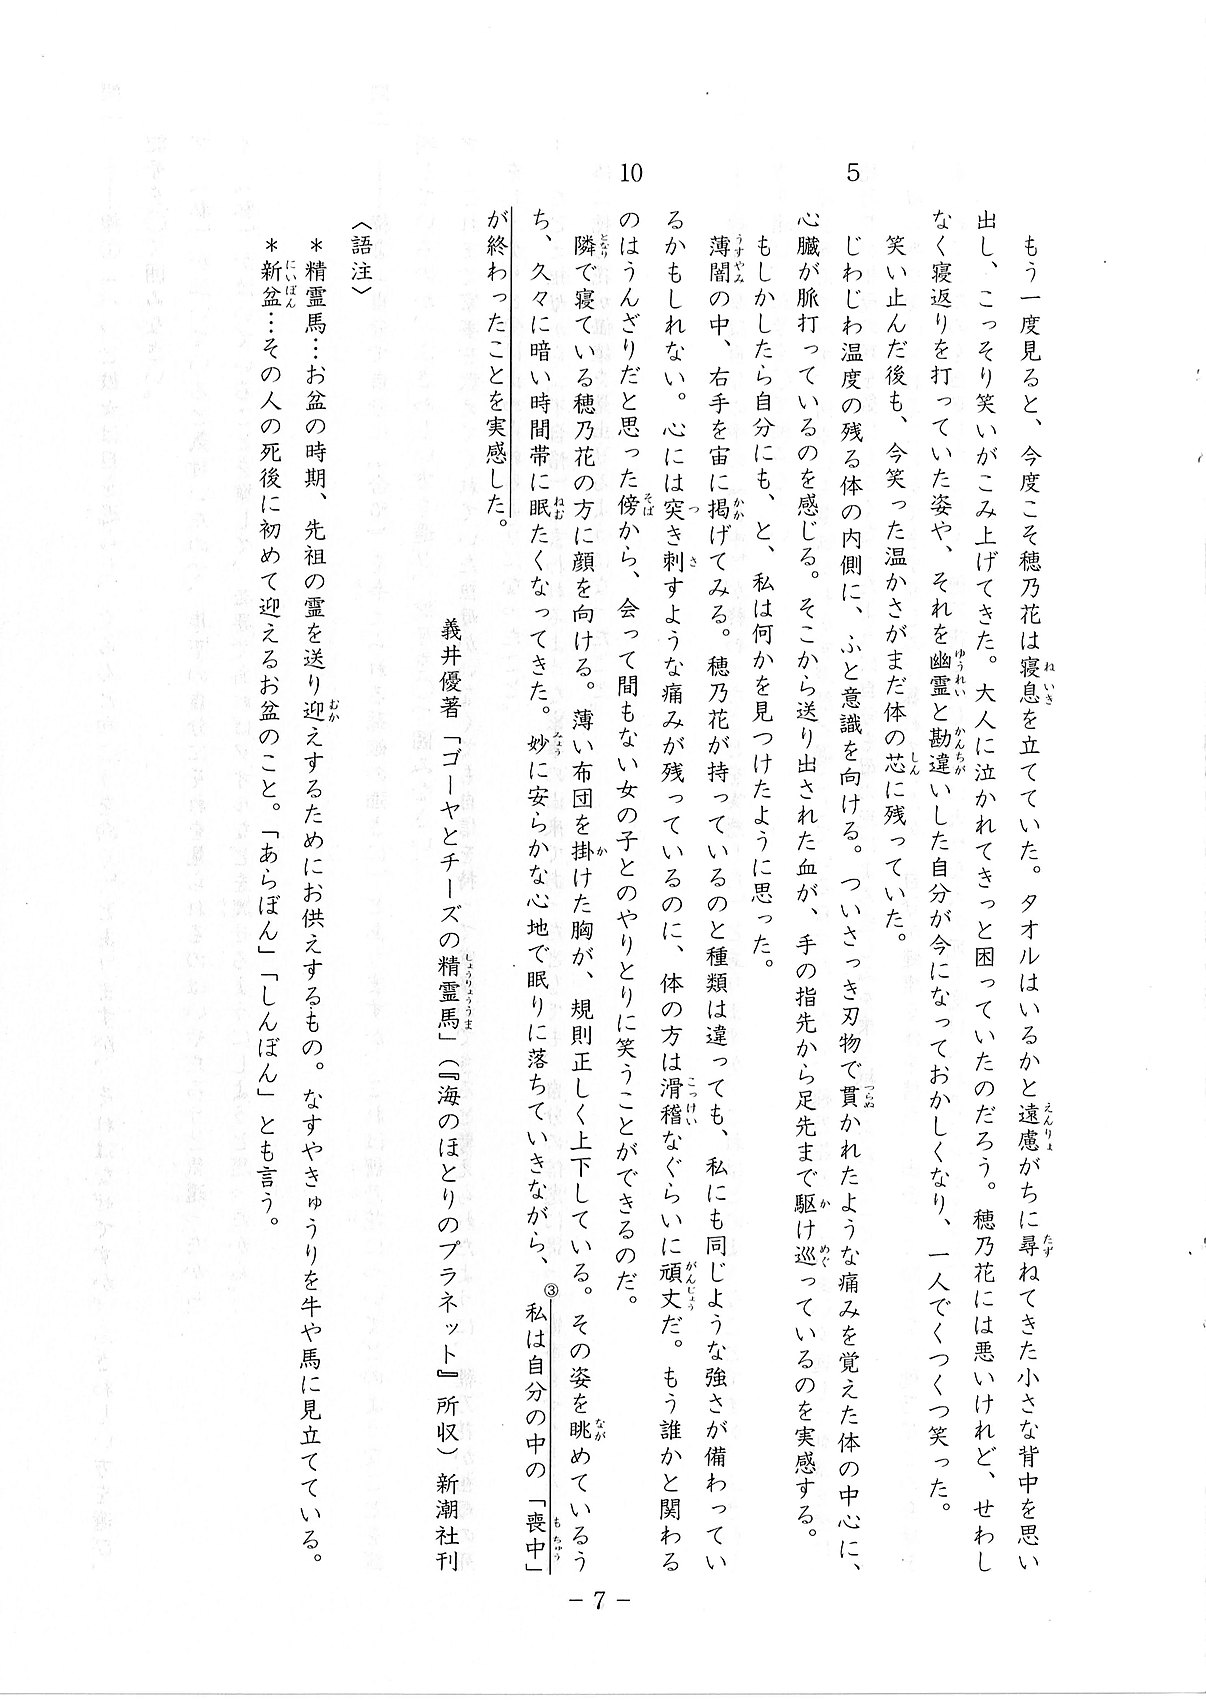 もう一度見ると、今度こそ穂乃花は寝息を立てていた。タオルはいるかと遠慮がちに尋ねてきた小さな背中を思い
出し、こっそり笑いがこみ上げてきた。大人に泣かれてきっと困っていたのだろう。穂乃花には悪いけれど、せわし
なく寝返りを打っていた姿や、それを幽霊と勘違いした自分が今になっておかしくなり、一人でくつくつ笑った。
笑い止んだ後も、今笑った温かさがまだ体の芯に残っていた。
5
じわじわ温度の残る体の内側に、ふと意識を向ける。ついさっき刃物で貫かれたような痛みを覚えた体の中心に、
心臓が脈打っているのを感じる。そこから送り出された血が、手の指先から足先まで駆け巡っているのを実感する。
もしかしたら自分にも、と、私は何かを見つけたように思った。
薄闇の中、右手を宙に掲げてみる。穂乃花が持っているのと種類は違っても、私にも同じような強さが備わってい
るかもしれない。心には突き刺すような痛みが残っているのに、体の方は滑稽なぐらいに頑丈だ。もう誰かと関わる
10
のはうんざりだと思った傍から、会って間もない女の子とのやりとりに笑うことができるのだ。
隣で寝ている穂乃花の方に顔を向ける。薄い布団を掛けた胸が、規則正しく上下している。その姿を眺めているう
ち、久々に暗い時間帯に眠たくなってきた。妙に安らかな心地で眠りに落ちていきながら、③私は自分の中の「喪中」
が終わったことを実感した。
義井優著「ゴーヤとチーズの精霊馬」（『海のほとりのプラネット』所収）新潮社刊
〈語注〉
＊精霊馬…お盆の時期、先祖の霊を送り迎えするためにお供えするもの。なすやきゅうりを牛や馬に見立てている。
＊新盆…その人の死後に初めて迎えるお盆のこと。「あらぼん」「しんぼん」とも言う。
－7－